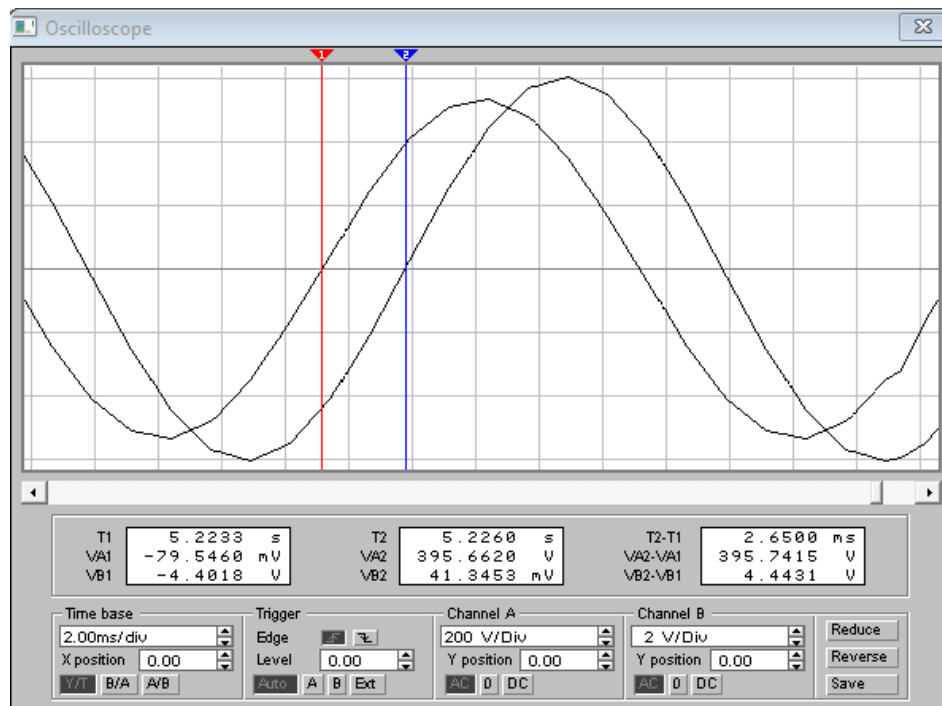 Oscilloscope
1 2
T1 5.2233 s T2 5.2260 s T2-T1 2.6500 ms
VA1 -79.5460 mV VA2 395.6620 V VA2-VA1 395.7415 V
VB1 -4.4018 V VB2 41.3453 mV VB2-VB1 4.4431 V
Time base Trigger Channel A Channel B
2.00ms/div Edge 200 V/Div 2 V/Div Reduce
X position 0.00 Level 0.00 Y position 0.00 Y position 0.00 Reverse
Y/T B/A A/B Auto A B Ext AC 0 DC AC 0 DC Save